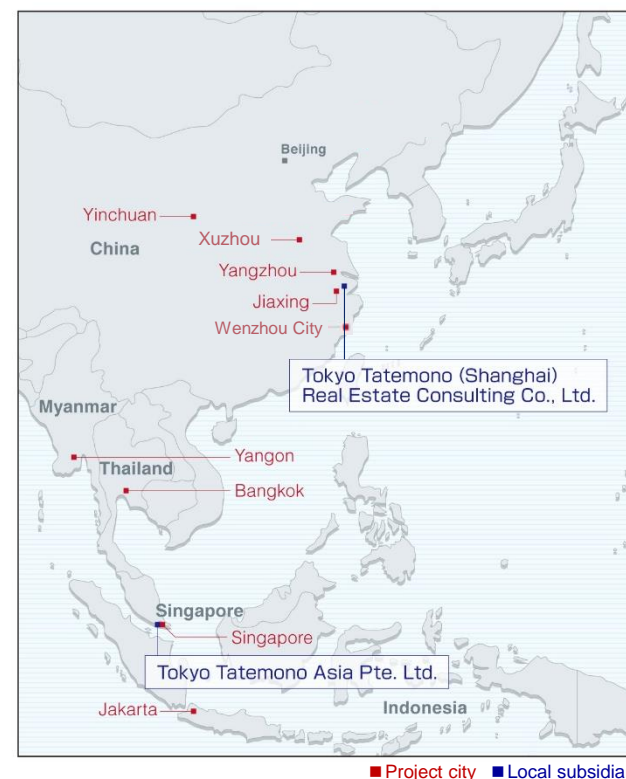 Beijing
Yinchuan
Xuzhou
China
Yangzhou
Jiaxing
Wenzhou City
Tokyo Tatemono (Shanghai)
Real Estate Consulting Co., Ltd.
Myanmar
Yangon
Thailand
Bangkok
Singapore
Singapore
Tokyo Tatemono Asia Pte. Ltd.
Jakarta
Indonesia
■ Project city ■ Local subsidia